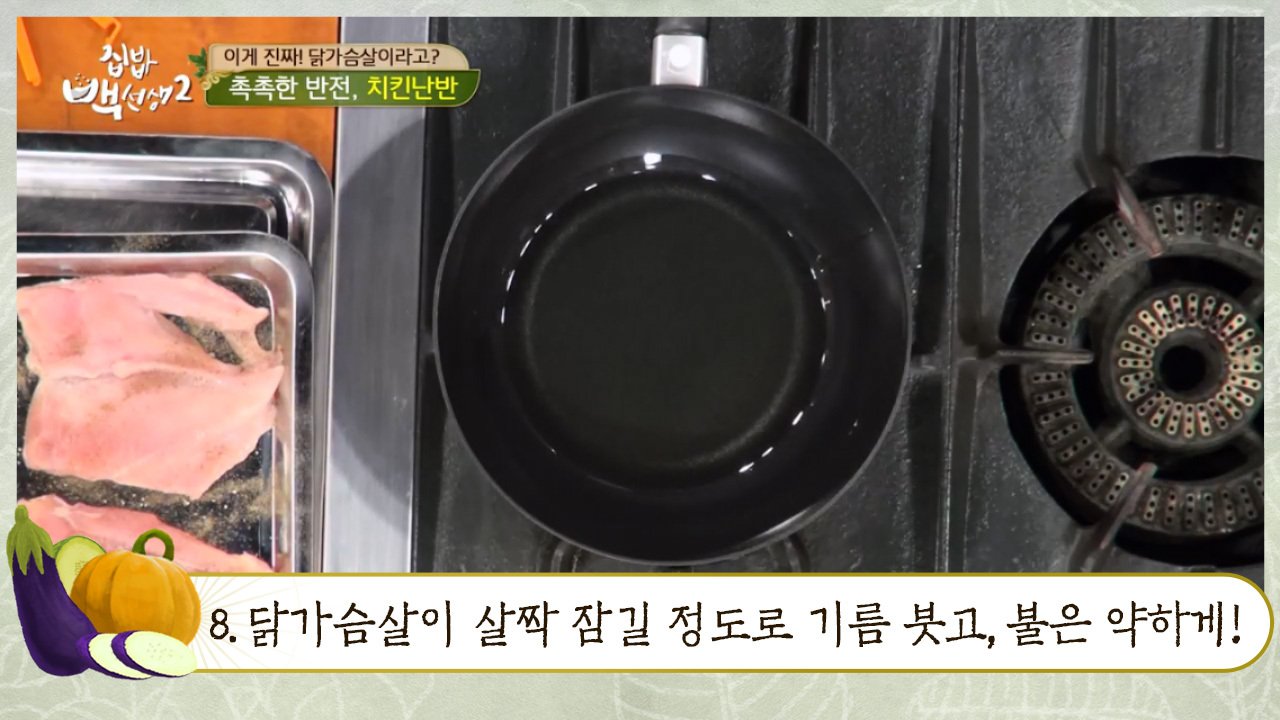 집밥
백선생2
이게 진짜! 닭가슴살이라고?
촉촉한 반전, 치킨난반
8. 닭가슴살이 살짝 잠길 정도로 기름 붓고, 불은 약하게!